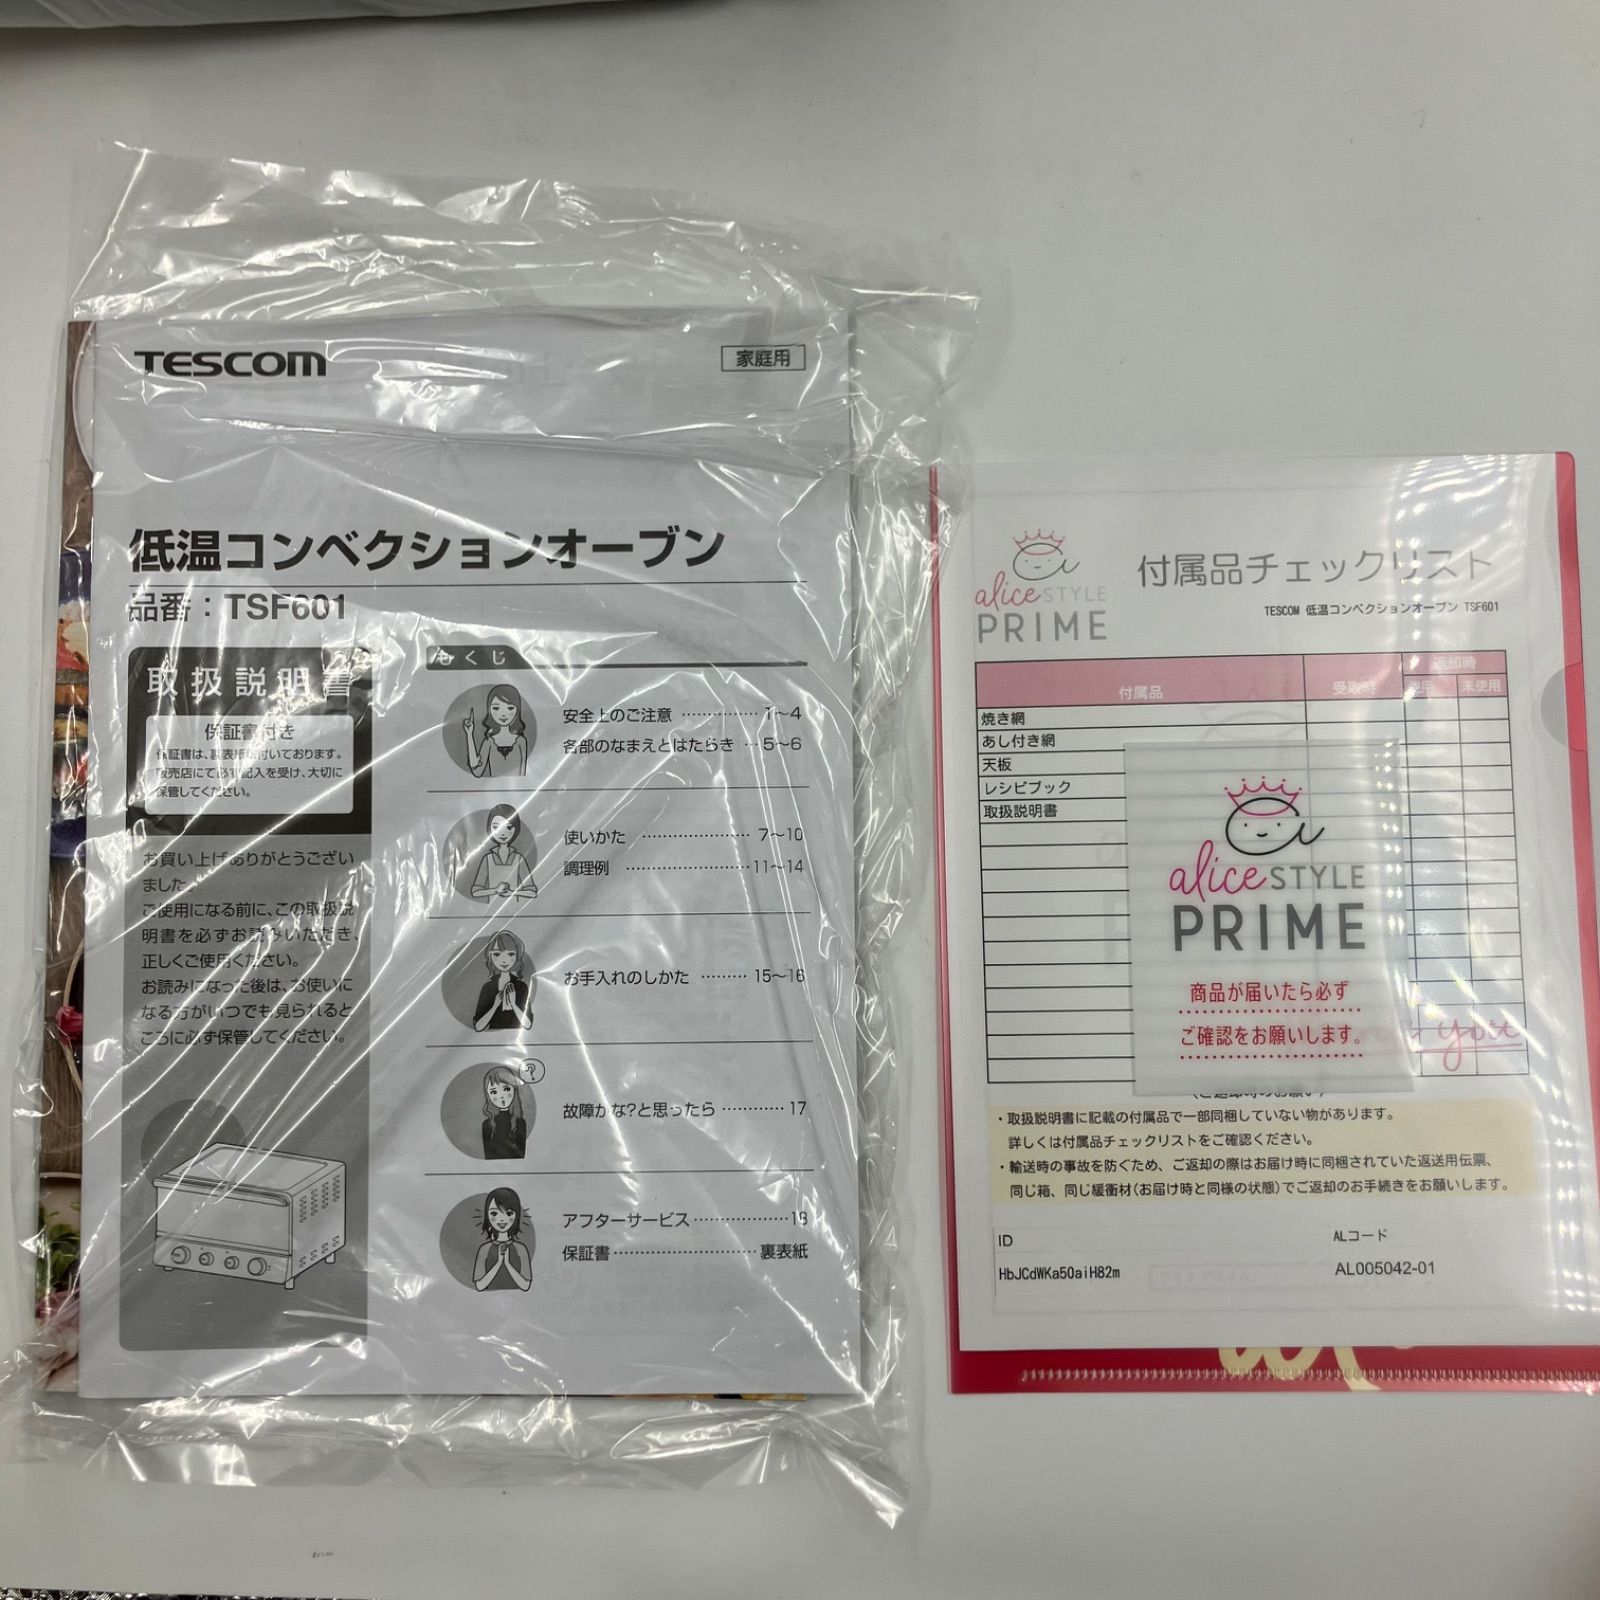 TESCOM
家庭用
低温コンベクションオーブン
品番：TSF601
取扱説明書
保証書付き
保証書は、裏表紙に付いております。
販売店にて必ず記入を受け、大切に
保管してください。
お買い上げありがとうござい
ました。
ご使用になる前に、この取扱説
明書を必ずお読みいただき、
正しくご使用ください。
お読みになった後は、お使いに
なる方がいつでも見られると
ころに必ず保管してください。
もくじ
安全上のご注意 …………… 1〜4
各部のなまえとはたらき … 5〜6
使いかた ………………… 7〜10
調理例 …………………… 11〜14
お手入れのしかた ……… 15〜16
?
故障かな?と思ったら ………… 17
アフターサービス ……………… 18
保証書 ……………………… 裏表紙
alice STYLE
PRIME
付属品チェックリスト
TESCOM 低温コンベクションオーブン TSF601
付属品 受取時 返却時
使用 未使用
焼き網
あし付き網
天板
レシピブック
取扱説明書
alice STYLE
PRIME
商品が届いたら必ず
ご確認をお願いします。
you
・取扱説明書に記載の付属品で一部同梱していない物があります。
詳しくは付属品チェックリストをご確認ください。
・輸送時の事故を防ぐため、ご返却の際はお届け時に同梱されていた返送用伝票、
同じ箱、同じ緩衝材(お届け時と同様の状態)でご返却のお手続きをお願いします。
ID ALコード
HbJCdWKa50aiH82m AL005042-01